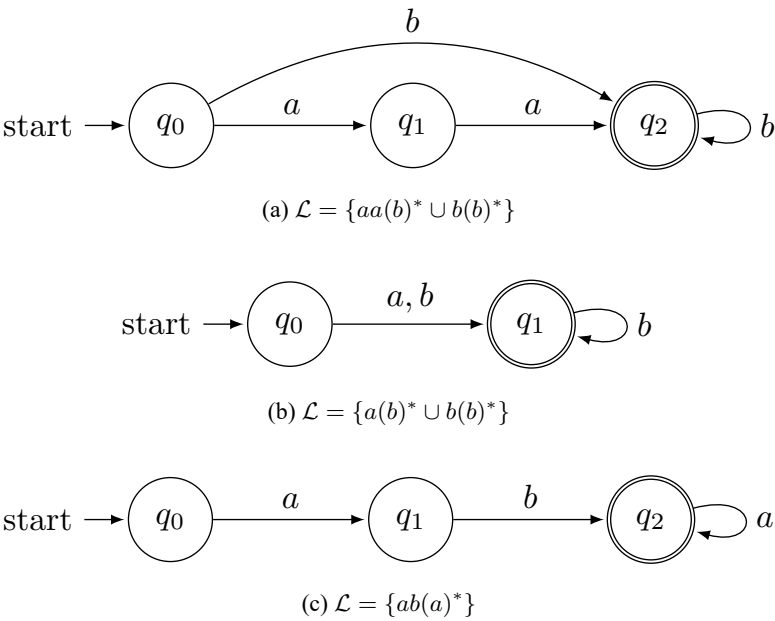 b
start q₀ a q₁ a q₂ b
(a) ℒ = {aa(b)* ∪ b(b)*}
start q₀ a, b q₁ b
(b) ℒ = {a(b)* ∪ b(b)*}
start q₀ a q₁ b q₂ a
(c) ℒ = {ab(a)*}